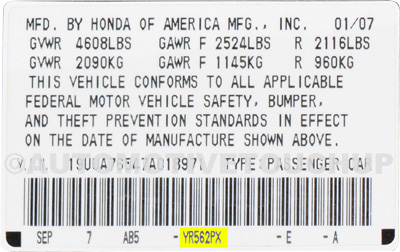 MFD. BY HONDA OF AMERICA MFG., INC. 01/07
GVWR 4608LBS GAWR F 2524LBS R 2116LBS
GVWR 2090KG GAWR F 1145KG R 960KG
THIS VEHICLE CONFORMS TO ALL APPLICABLE
FEDERAL MOTOR VEHICLE SAFETY, BUMPER,
AND THEFT PREVENTION STANDARDS IN EFFECT
ON THE DATE OF MANUFACTURE SHOWN ABOVE.
TYPE PASSENGER CAR
SEP 7 AB5 - YR562PX - E - A